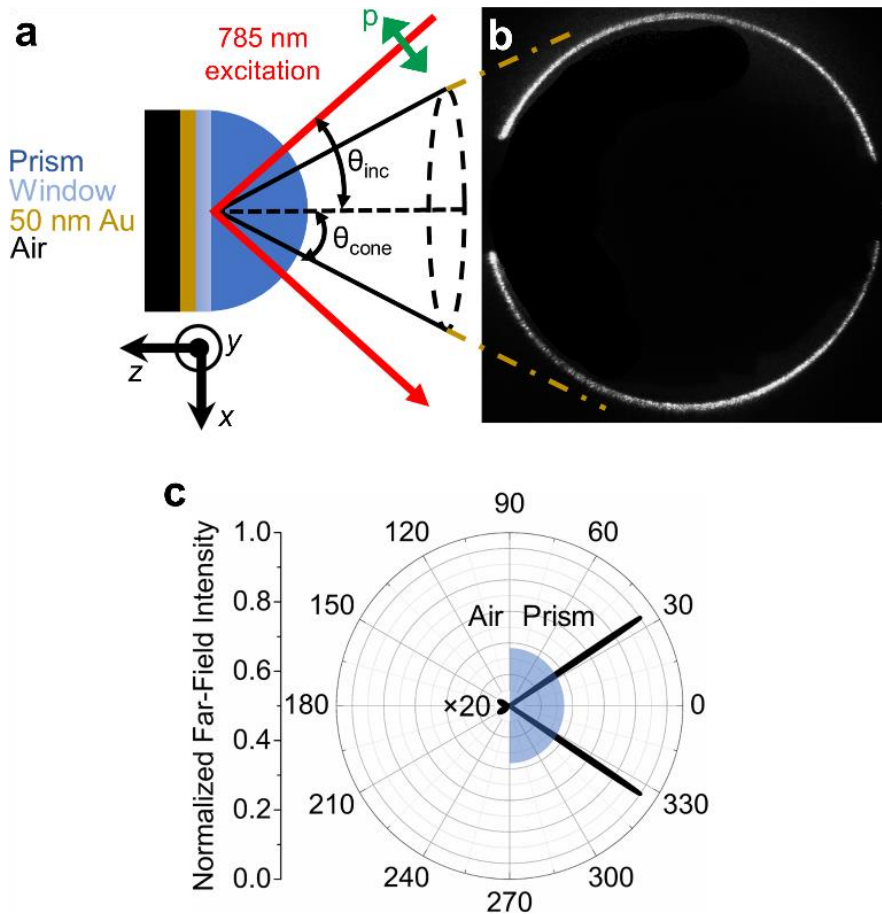 a
785 nm
excitation
p
b
Prism
Window
50 nm Au
Air
θinc
θcone
y
z
x
c
Normalized Far-Field Intensity
1.0
0.8
0.6
0.4
0.2
0.0
90
120
60
150
30
Air Prism
180
×20
0
210
330
240
300
270